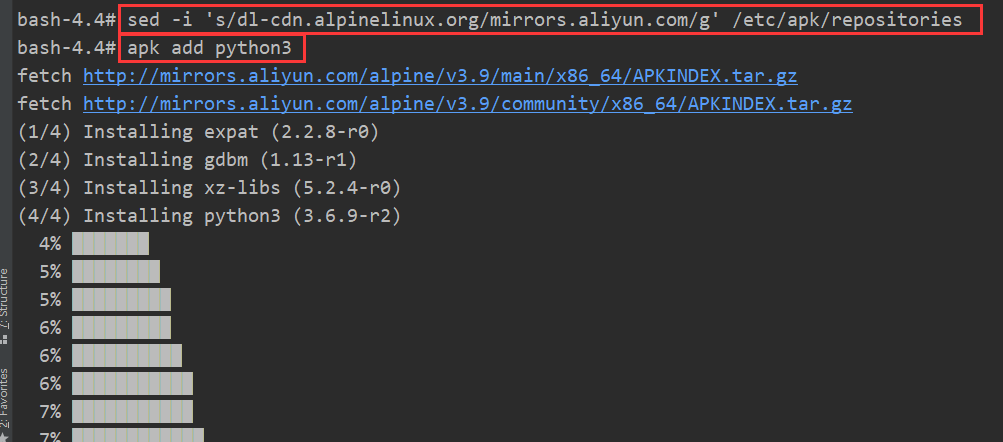 bash-4.4# sed -i 's/dl-cdn.alpinelinux.org/mirrors.aliyun.com/g' /etc/apk/repositories
bash-4.4# apk add python3
fetch http://mirrors.aliyun.com/alpine/v3.9/main/x86_64/APKINDEX.tar.gz
fetch http://mirrors.aliyun.com/alpine/v3.9/community/x86_64/APKINDEX.tar.gz
(1/4) Installing expat (2.2.8-r0)
(2/4) Installing gdbm (1.13-r1)
(3/4) Installing xz-libs (5.2.4-r0)
(4/4) Installing python3 (3.6.9-r2)
4%
5%
5%
6%
6%
6%
7%
7%
7: Structure
2: Favorites